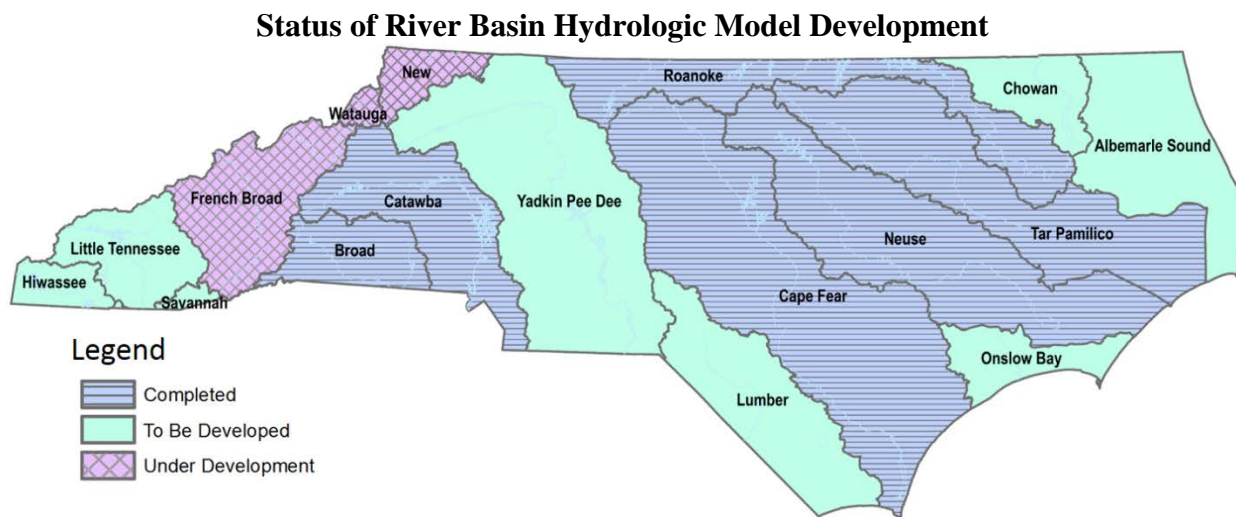 Status of River Basin Hydrologic Model Development
New
Roanoke
Watauga
Chowan
Albemarle Sound
French Broad
Catawba
Yadkin Pee Dee
Little Tennessee
Broad
Neuse
Tar Pamilico
Hiwassee
Savannah
Cape Fear
Onslow Bay
Lumber
Legend
Completed
To Be Developed
Under Development